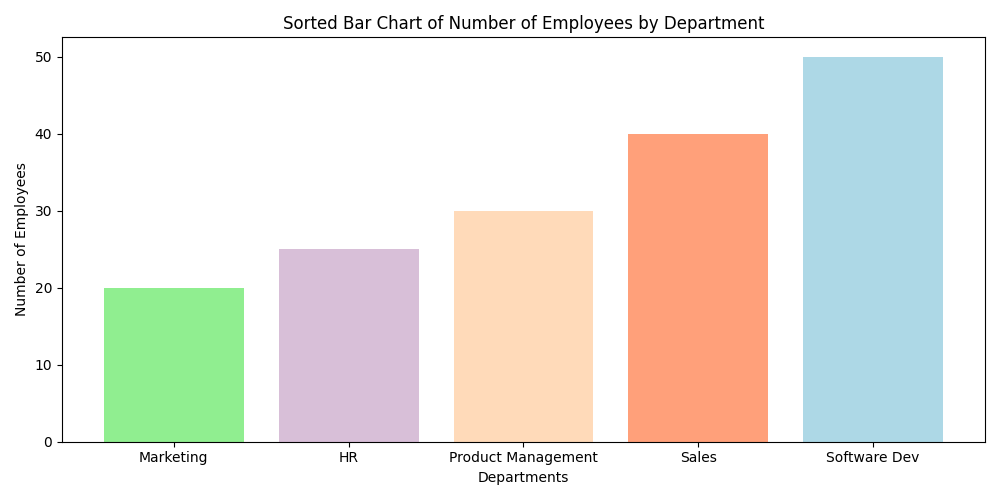 Sorted Bar Chart of Number of Employees by Department
Number of Employees
50
40
30
20
10
0
Marketing HR Product Management Sales Software Dev
Departments